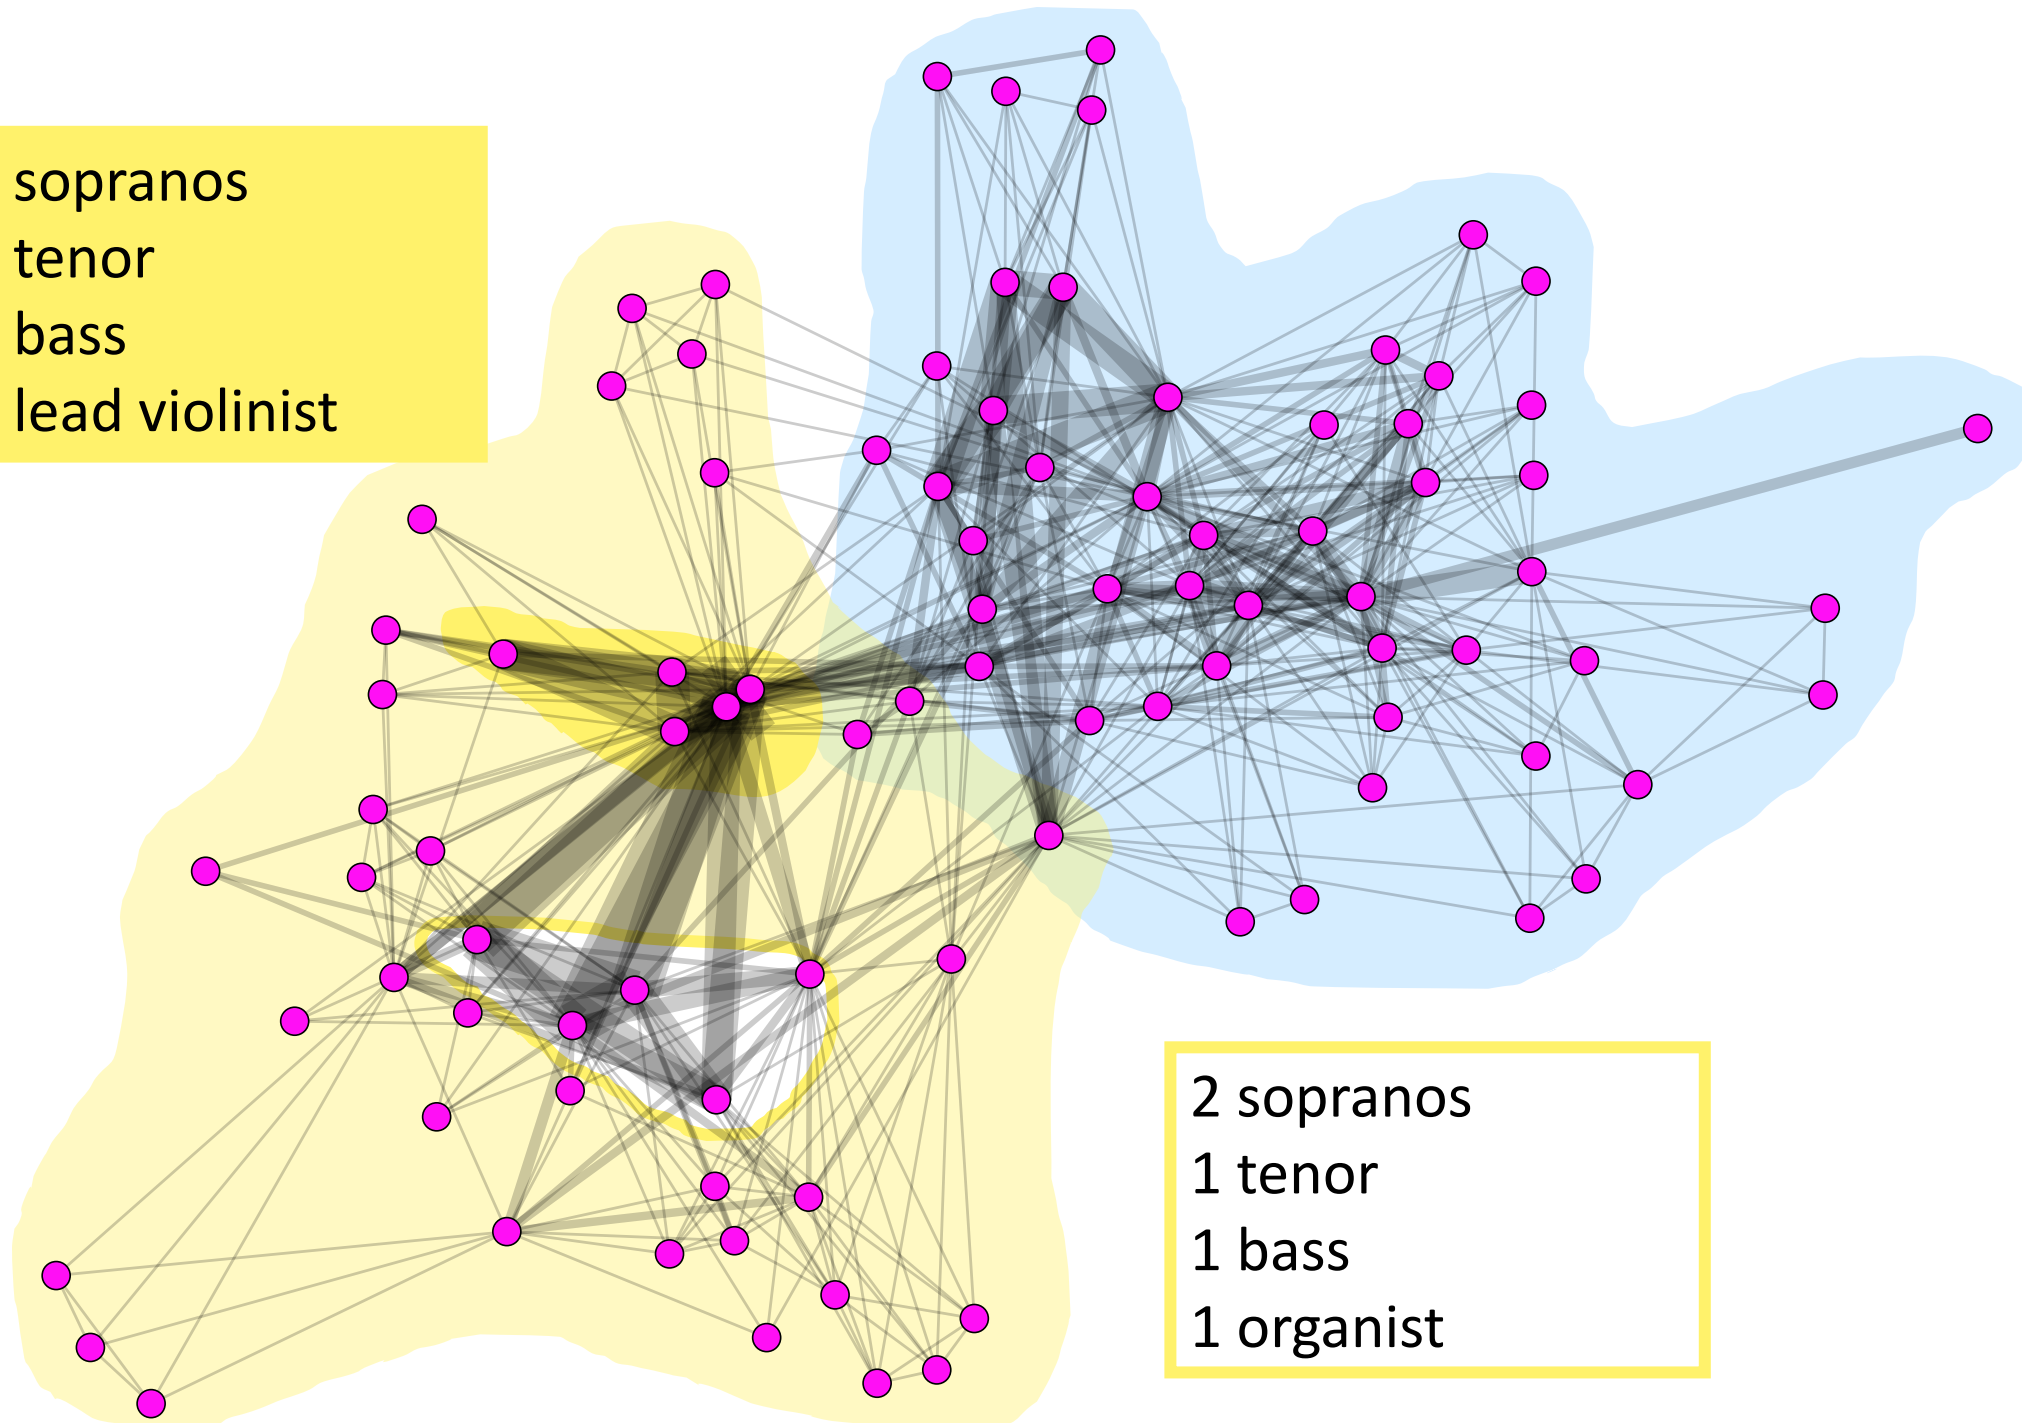 sopranos
tenor
bass
lead violinist
2 sopranos
1 tenor
1 bass
1 organist